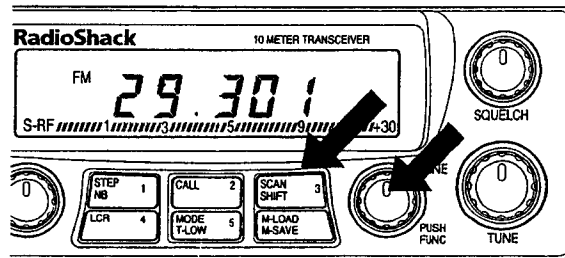 RadioShack 10 METER TRANSCEIVER
FM
29.301
S-RF 1 3 5 9 +30
SQUELCH
STEP NB 1
CALL 2
SCAN SHIFT 3
LCR 4
MODE T-LOW 5
M-LOAD M-SAVE
PUSH FUNC
TUNE